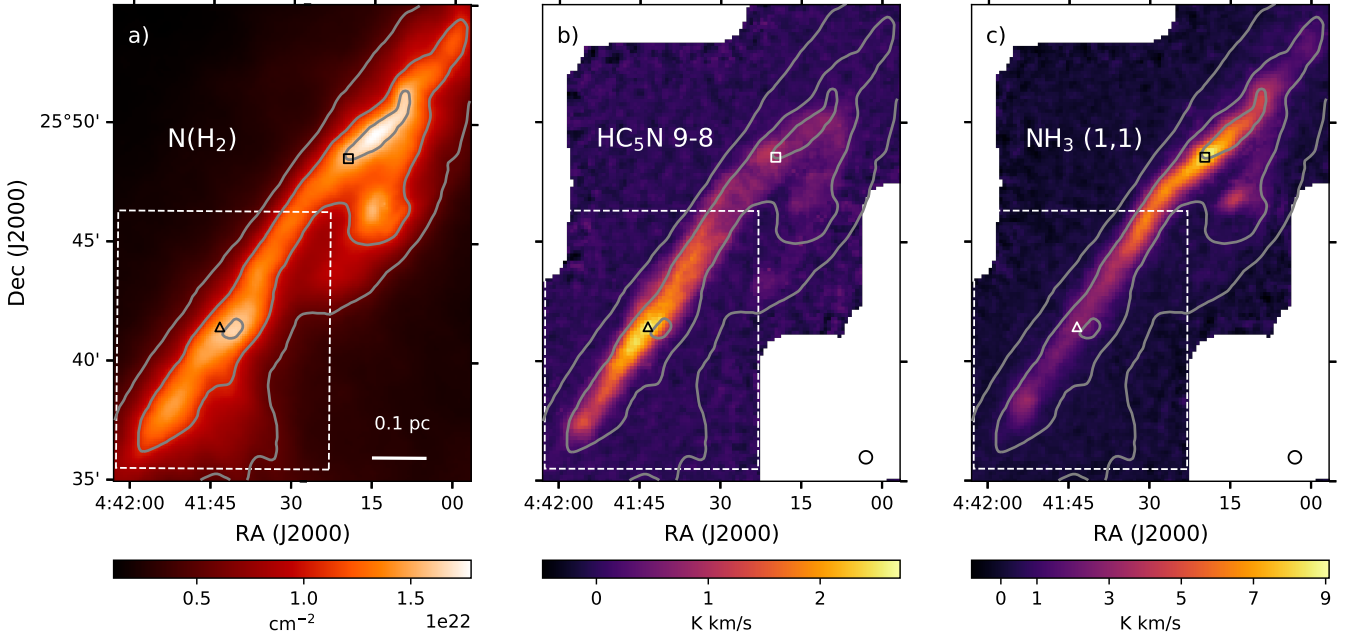 a)
b)
c)
N(H₂)
HC₅N 9-8
NH₃ (1,1)
25°50'
45'
40'
35'
Dec (J2000)
0.1 pc
4:42:00 41:45 30 15 00
4:42:00 41:45 30 15 00
4:42:00 41:45 30 15 00
RA (J2000)
RA (J2000)
RA (J2000)
0.5 1.0 1.5
0 1 2
0 1 3 5 7 9
cm⁻² 1e22
K km/s
K km/s